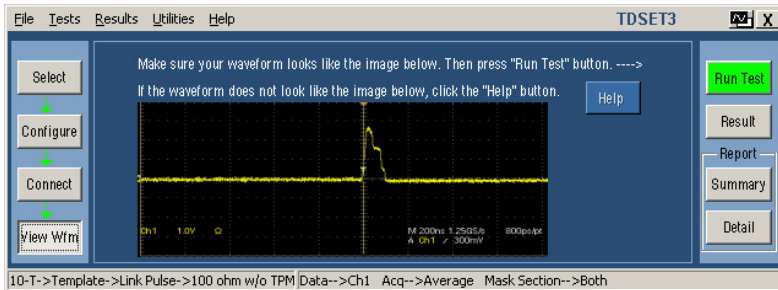 File Tests Results Utilities Help TDSET3 X
Make sure your waveform looks like the image below. Then press "Run Test" button. ---->
If the waveform does not look like the image below, click the "Help" button.
Help
Select
Configure
Connect
View Wfm
Ch1 1.0V Ω
M 200ns 1.25GS/s 800ps/pt
A Ch1 / 300mV
Run Test
Result
Report
Summary
Detail
10-T->Template->Link Pulse->100 ohm w/o TPM Data-->Ch1 Acq-->Average Mask Section-->Both